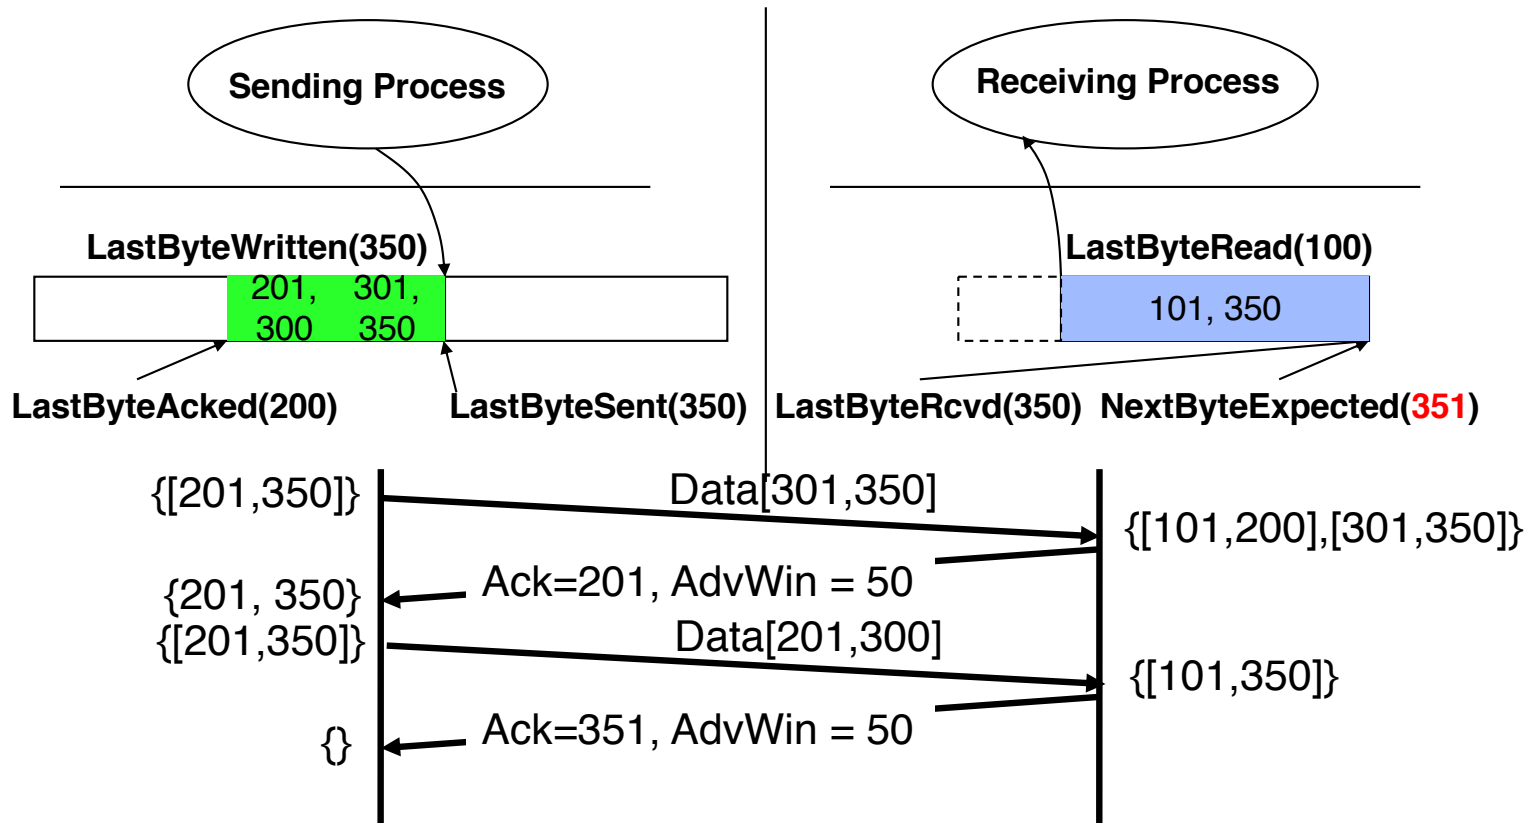 Sending Process
Receiving Process
LastByteWritten(350)
LastByteRead(100)
201, 301,
300 350
101, 350
LastByteAcked(200)
LastByteSent(350)
LastByteRcvd(350)
NextByteExpected(351)
{[201,350]}
Data[301,350]
{[101,200],[301,350]}
Ack=201, AdvWin = 50
{201, 350}
{[201,350]}
Data[201,300]
{[101,350]}
Ack=351, AdvWin = 50
{}